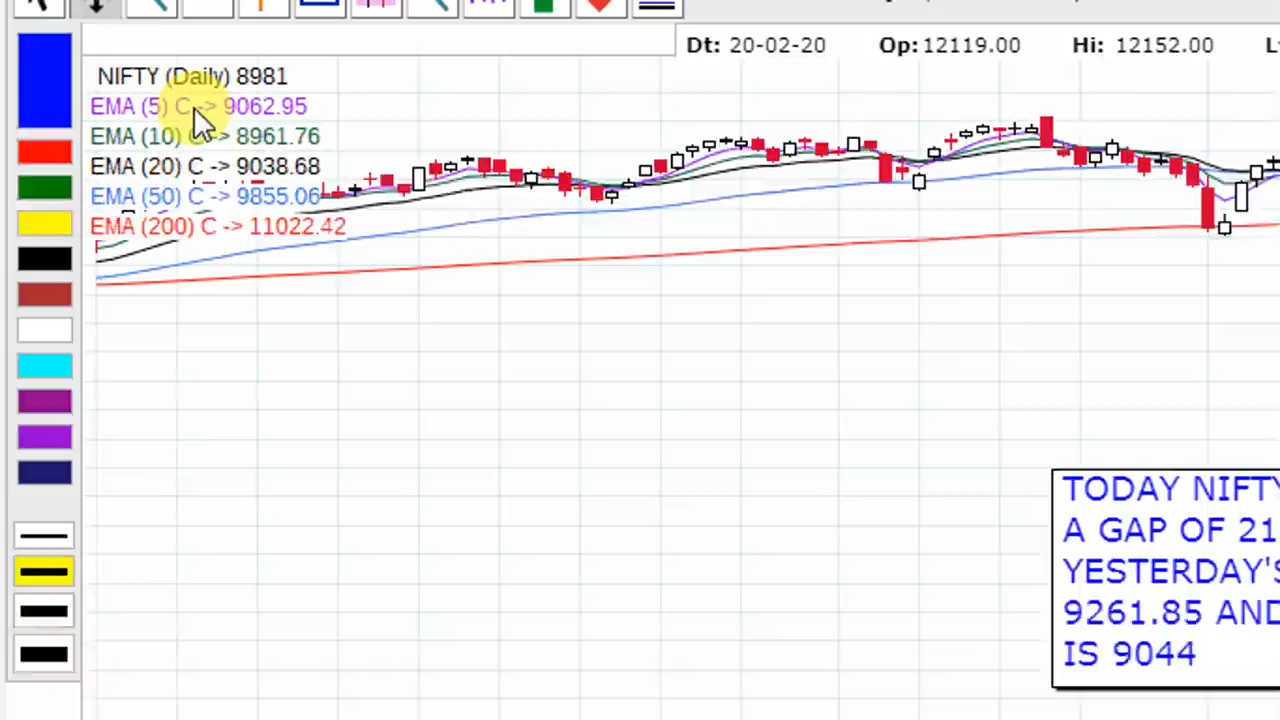 Dt: 20-02-20 Op:12119.00 Hi: 12152.00
NIFTY (Daily) 8981
EMA (5) C -> 9062.95
EMA (10) C -> 8961.76
EMA (20) C -> 9038.68
EMA (50) C -> 9855.06
EMA (200) C -> 11022.42
TODAY NIFTY
A GAP OF 21
YESTERDAY'S
9261.85 AND
IS 9044